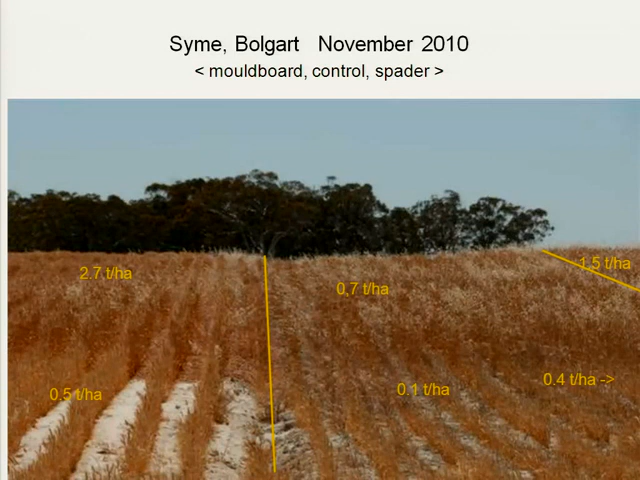 Syme, Bolgart November 2010
< mouldboard, control, spader >
2.7 t/ha
0,7 t/ha
1,5 t/ha
0.5 t/ha
0.1 t/ha
0.4 t/ha ->